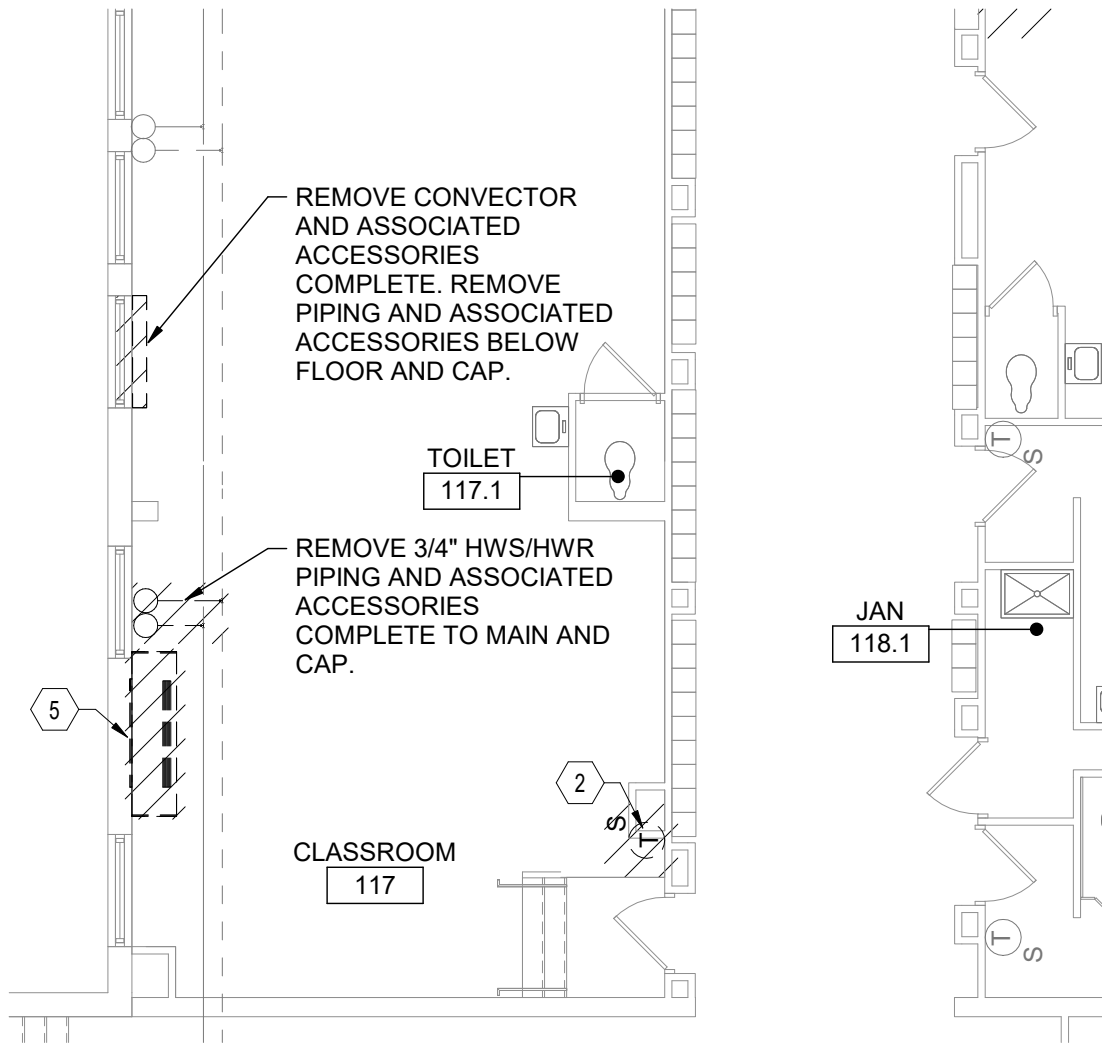 REMOVE CONVECTOR
AND ASSOCIATED
ACCESSORIES
COMPLETE. REMOVE
PIPING AND ASSOCIATED
ACCESSORIES BELOW
FLOOR AND CAP.
TOILET
117.1
T
S
REMOVE 3/4" HWS/HWR
PIPING AND ASSOCIATED
ACCESSORIES
COMPLETE TO MAIN AND
CAP.
JAN
118.1
5
2
S
T
CLASSROOM
117
T
S